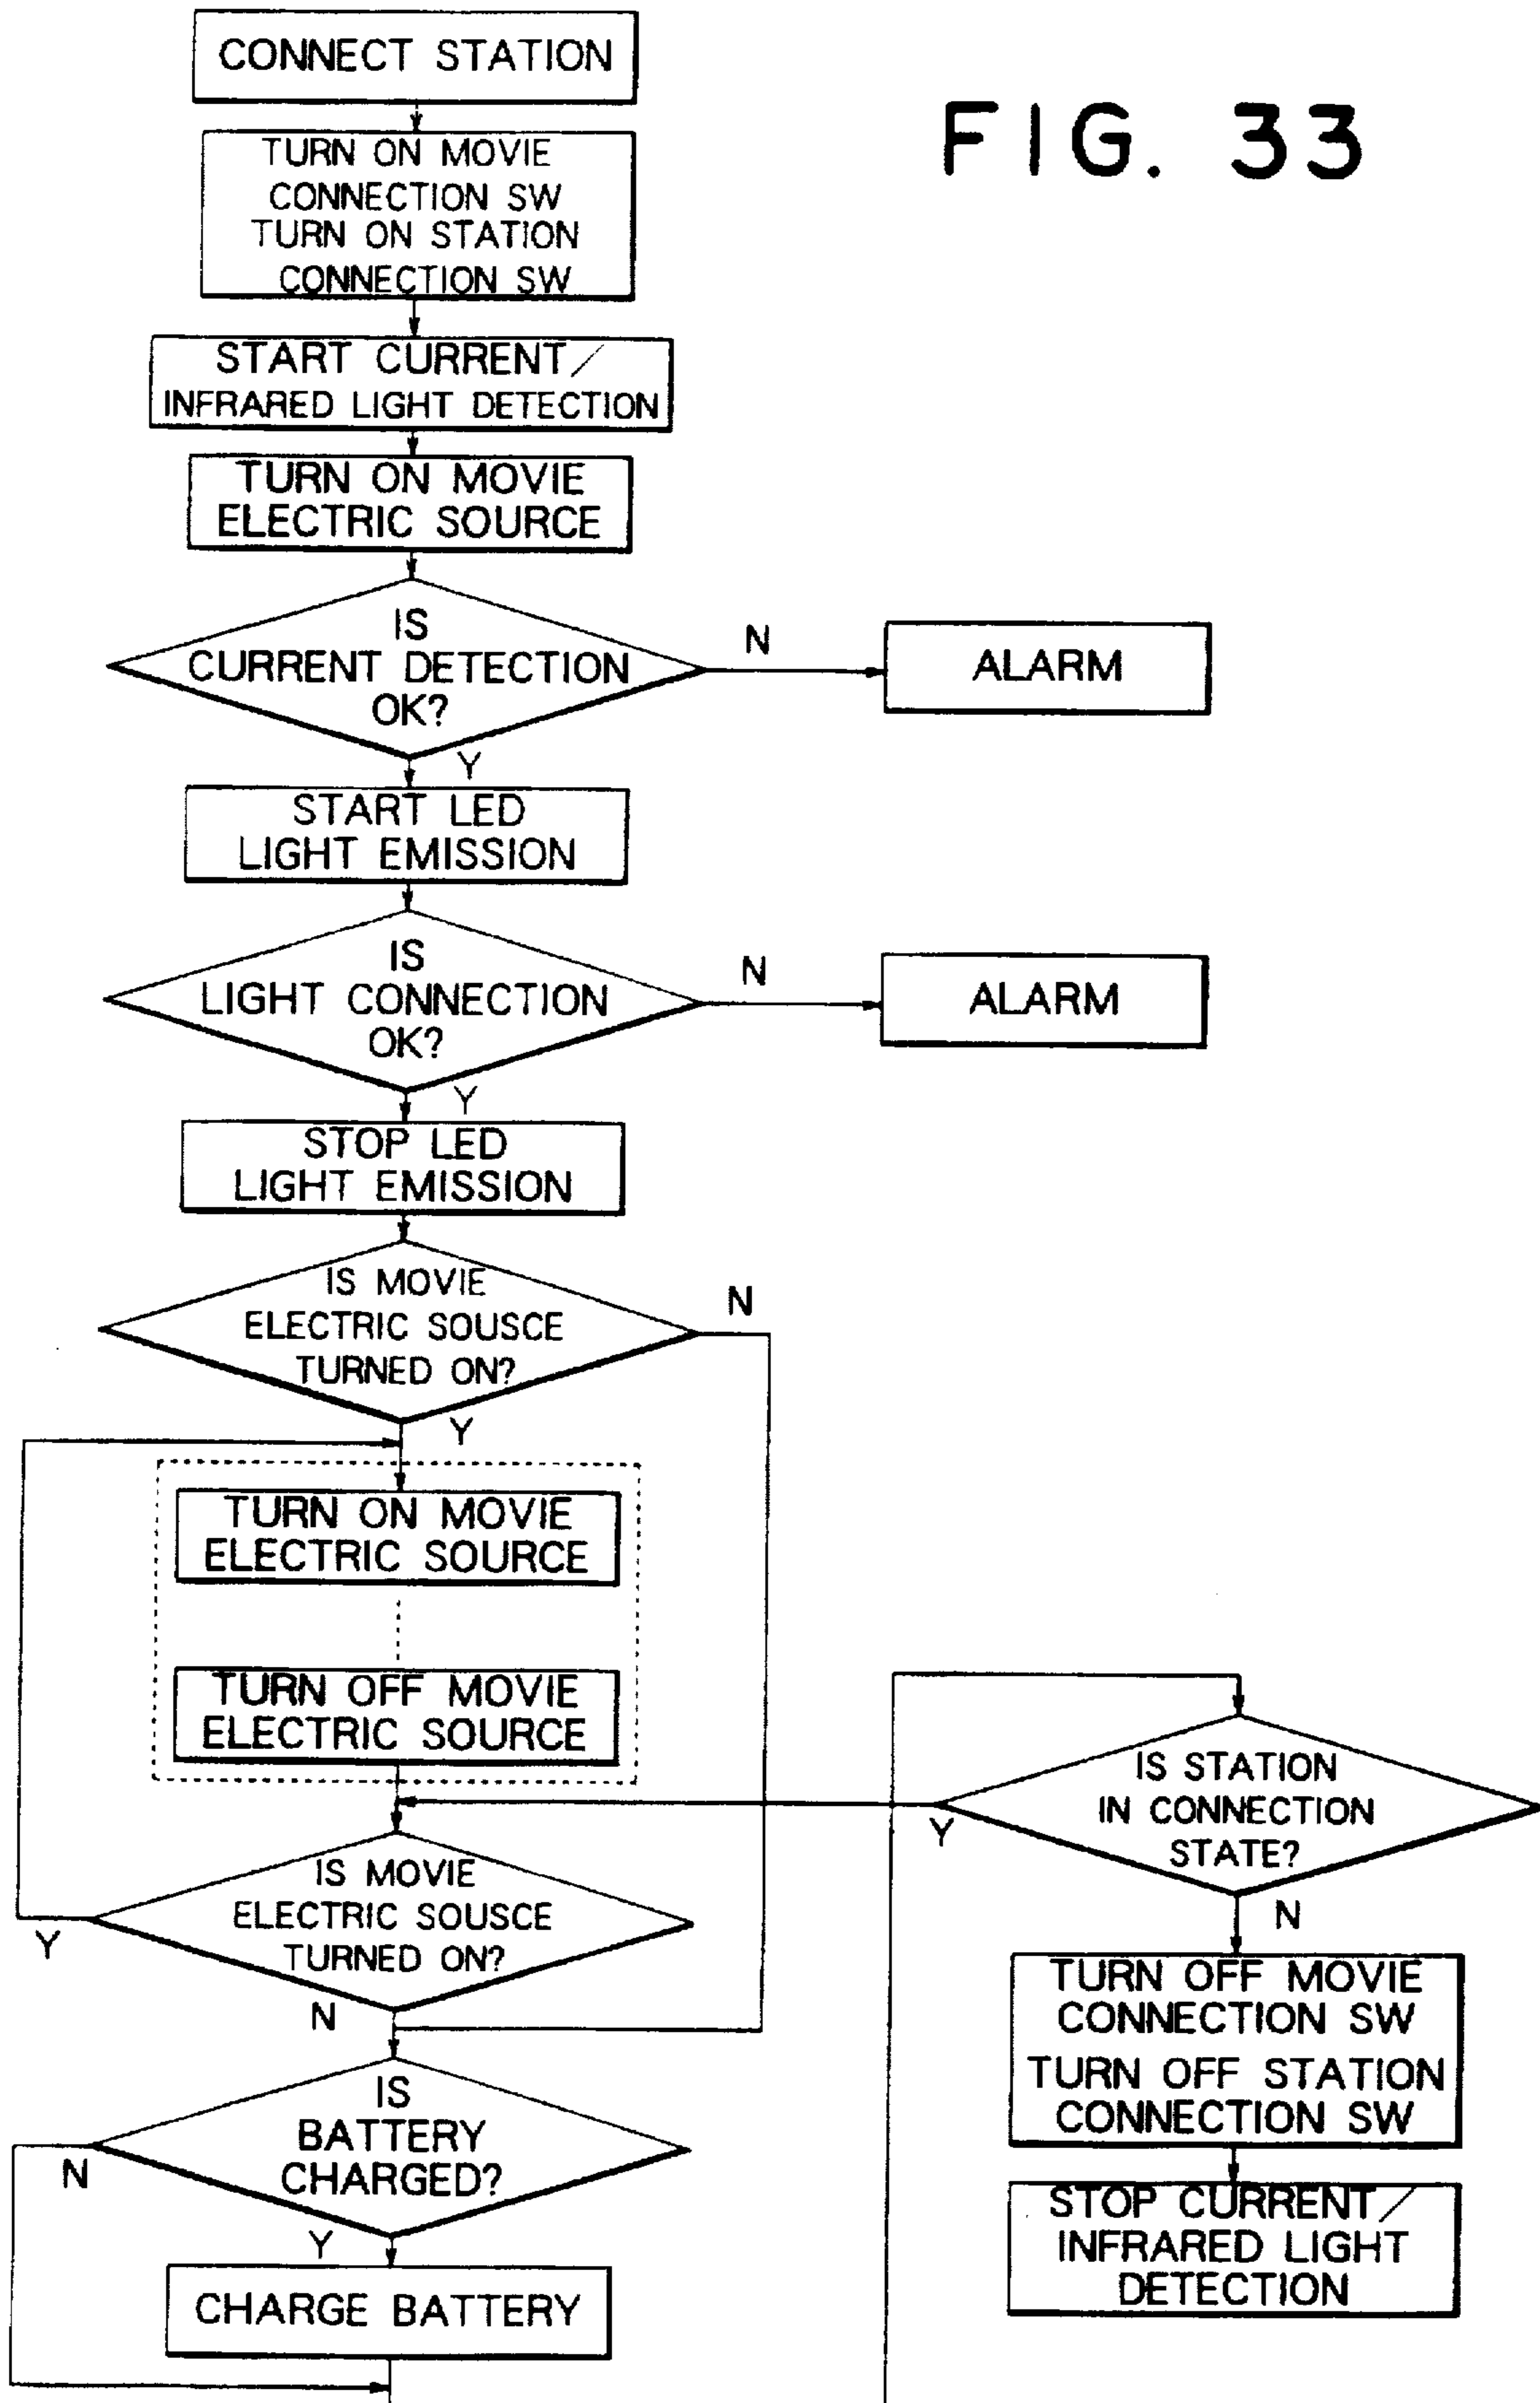 FIG. 33
CONNECT STATION
TURN ON MOVIE
CONNECTION SW
TURN ON STATION
CONNECTION SW
START CURRENT/
INFRARED LIGHT DETECTION
TURN ON MOVIE
ELECTRIC SOURCE
IS
CURRENT DETECTION
OK?
N
ALARM
Y
START LED
LIGHT EMISSION
IS
LIGHT CONNECTION
OK?
N
ALARM
Y
STOP LED
LIGHT EMISSION
IS MOVIE
ELECTRIC SOUSCE
TURNED ON?
N
Y
TURN ON MOVIE
ELECTRIC SOURCE
TURN OFF MOVIE
ELECTRIC SOURCE
IS MOVIE
ELECTRIC SOUSCE
TURNED ON?
Y
N
IS
BATTERY
CHARGED?
N
Y
CHARGE BATTERY
IS STATION
IN CONNECTION
STATE?
Y
N
TURN OFF MOVIE
CONNECTION SW
TURN OFF STATION
CONNECTION SW
STOP CURRENT/
INFRARED LIGHT
DETECTION